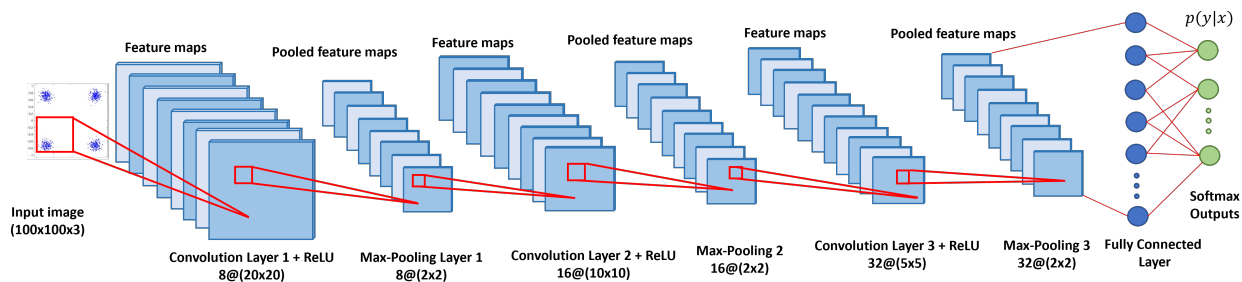 Feature maps
Pooled feature maps
Feature maps
Pooled feature maps
Feature maps
Pooled feature maps
p(y|x)
Input image
(100x100x3)
Convolution Layer 1 + ReLU
8@(20x20)
Max-Pooling Layer 1
8@(2x2)
Convolution Layer 2 + ReLU
16@(10x10)
Max-Pooling 2
16@(2x2)
Convolution Layer 3 + ReLU
32@(5x5)
Max-Pooling 3
32@(2x2)
Fully Connected
Layer
Softmax
Outputs